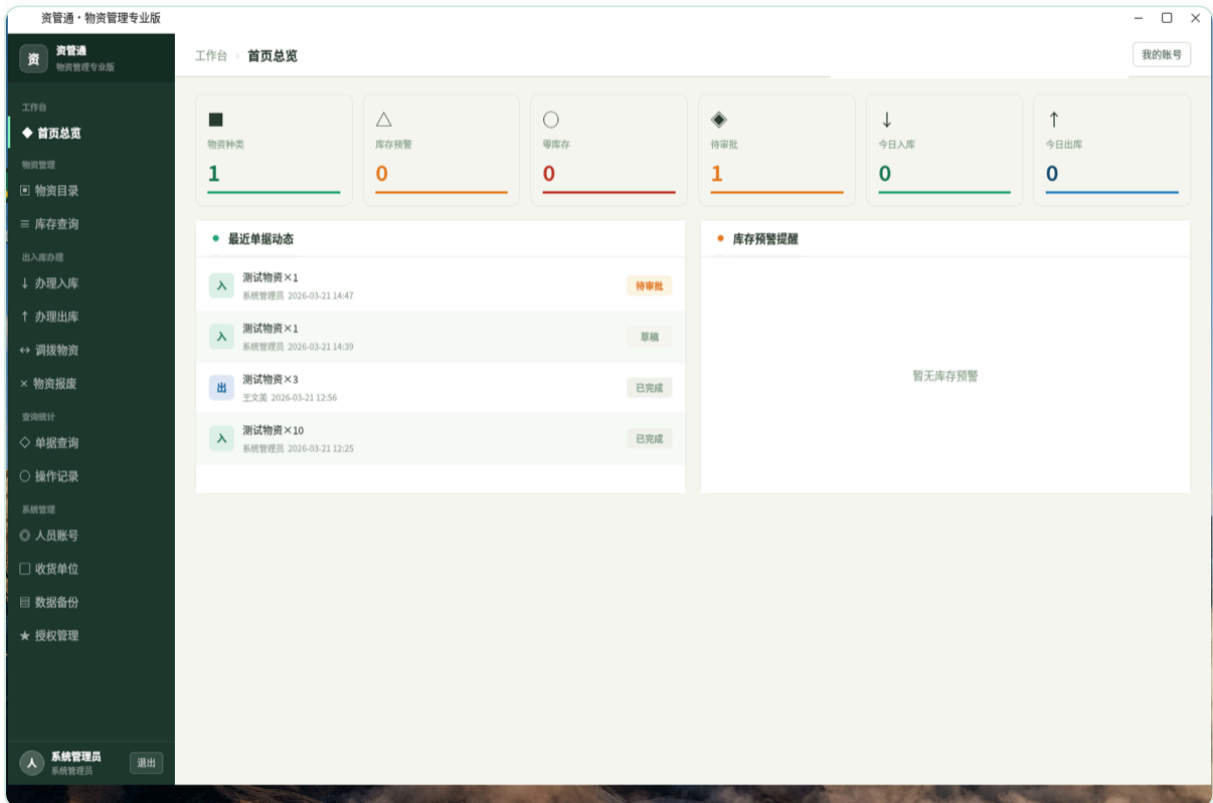 资管通・物资管理专业版
资
资管通
物资管理专业版
工作台
首页总览
物资管理
物资目录
库存查询
出入库办理
办理入库
办理出库
调拨物资
物资报废
查询统计
单据查询
操作记录
系统管理
人员账号
收货单位
数据备份
授权管理
人
系统管理员
系统管理员
退出
工作台 › 首页总览
我的账号
物资种类
1
库存预警
0
零库存
0
待审批
1
今日入库
0
今日出库
0
最近单据动态
入
测试物资×1
系统管理员 2026-03-21 14:47
待审批
入
测试物资×1
系统管理员 2026-03-21 14:39
草稿
出
测试物资×3
王文英 2026-03-21 12:56
已完成
入
测试物资×10
系统管理员 2026-03-21 12:25
已完成
库存预警提醒
暂无库存预警